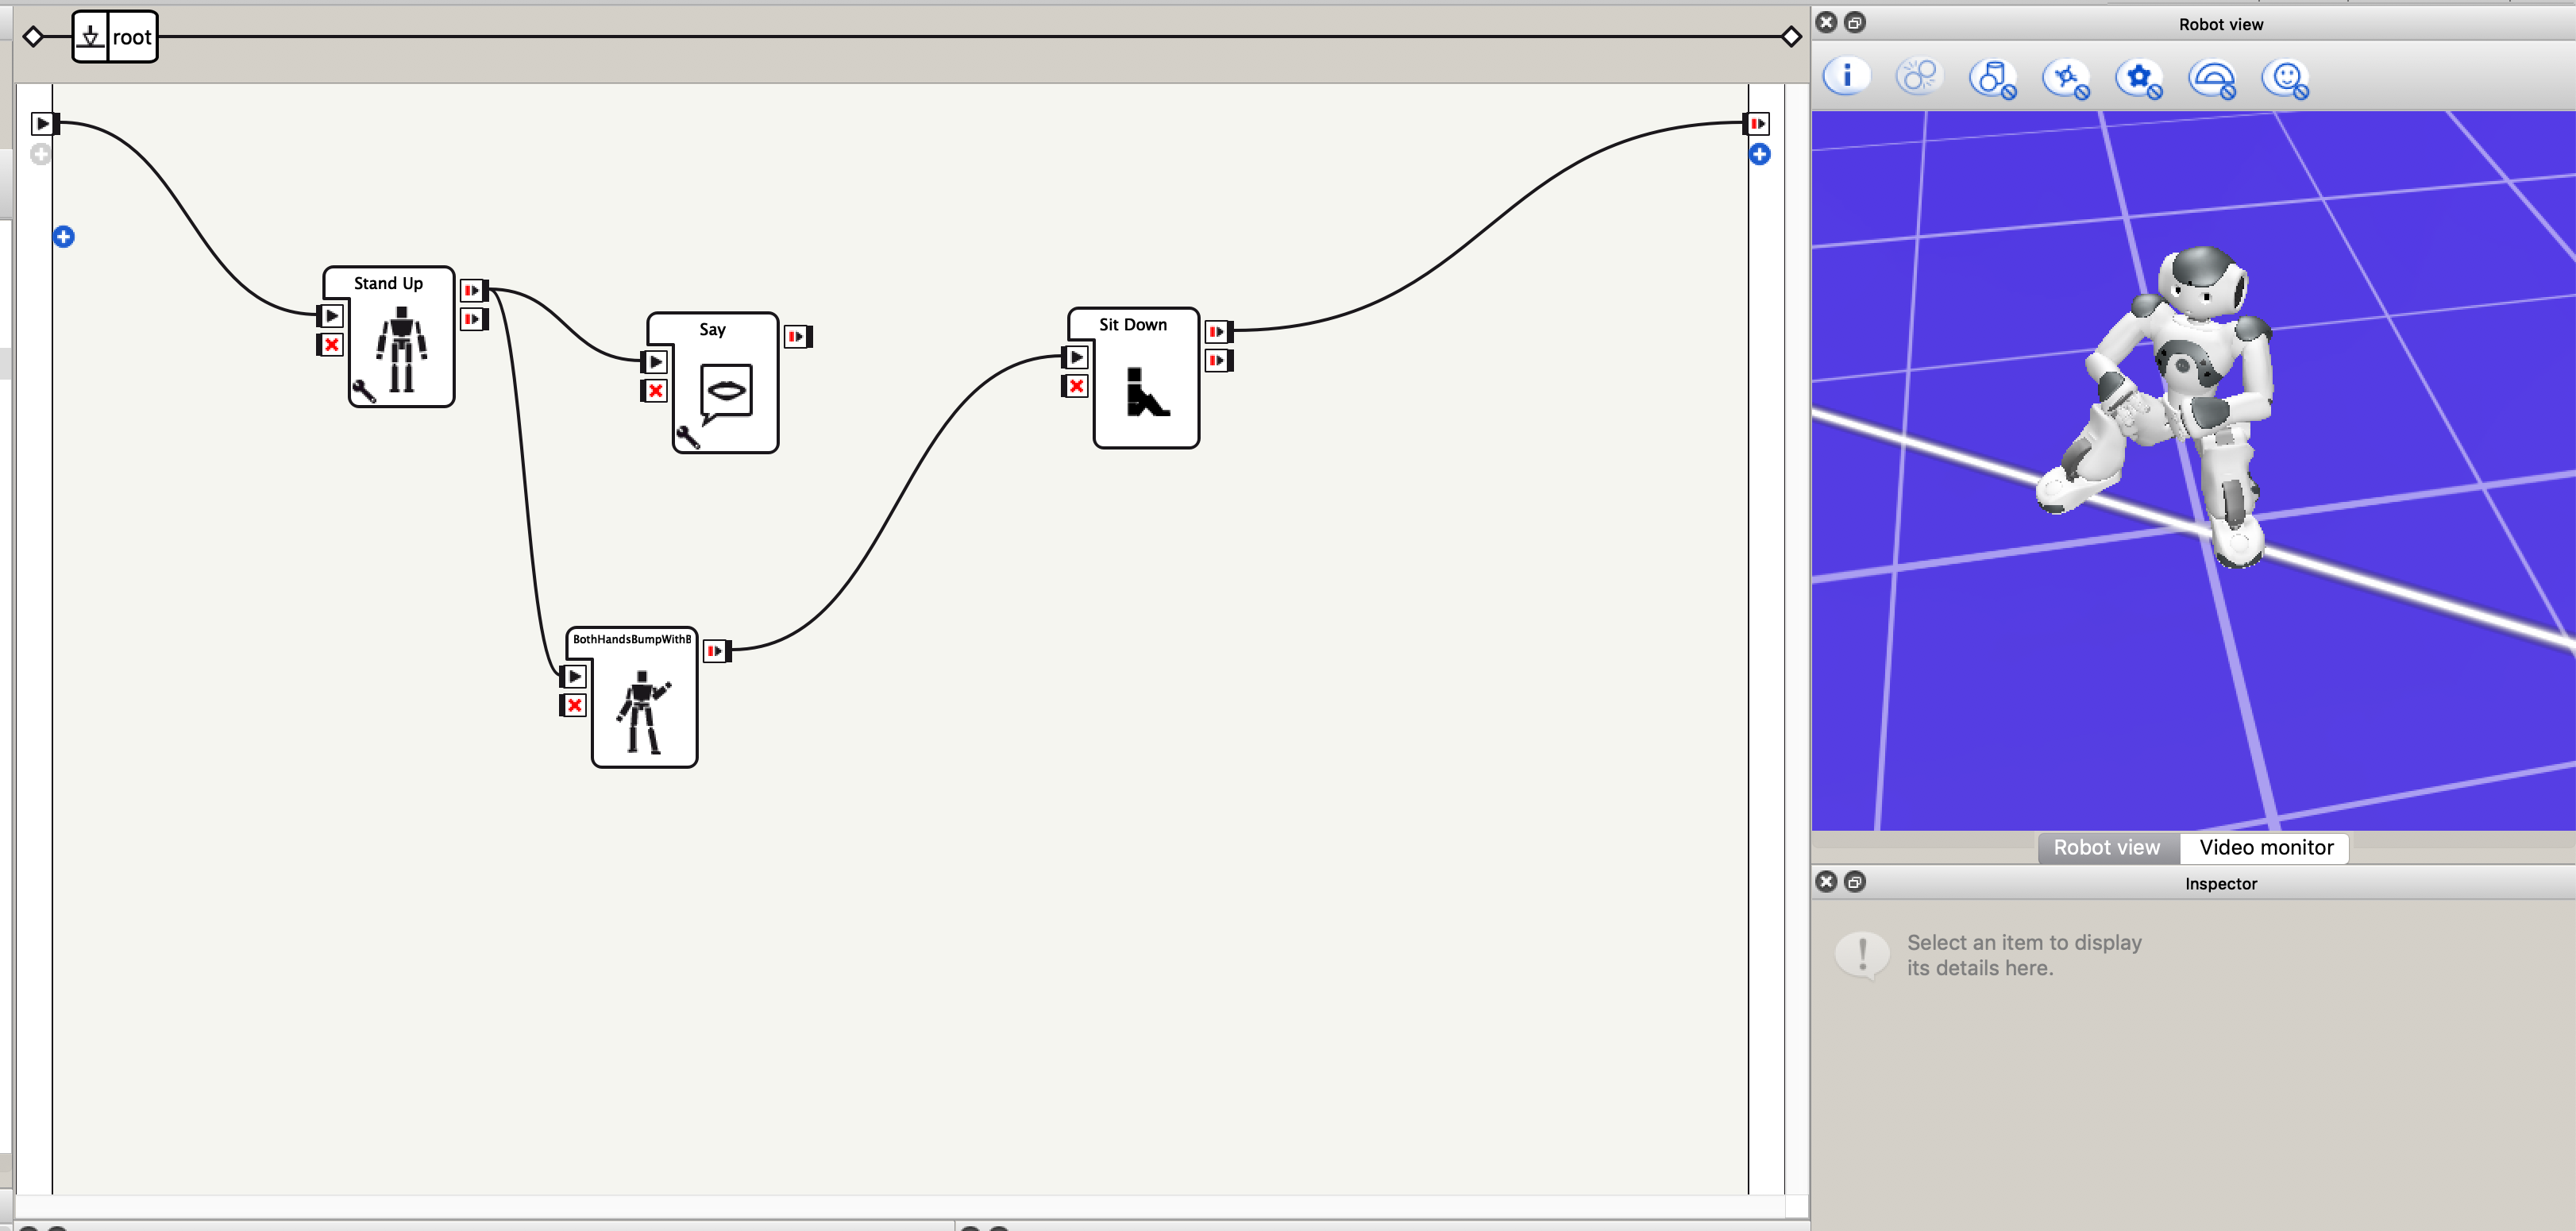 root
Robot view
i
Stand Up
Say
Sit Down
BothHandsBumpWithB
Robot view
Video monitor
Inspector
!
Select an item to display
its details here.